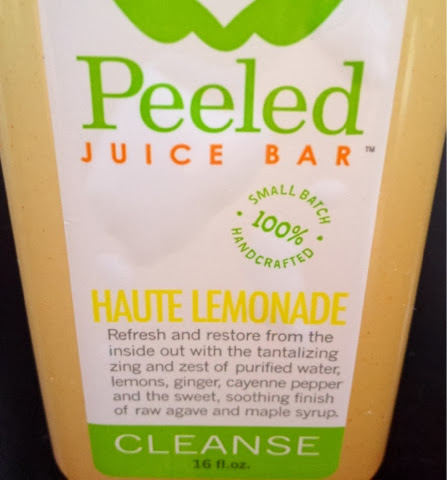 Peeled
JUICE BAR™
SMALL BATCH
100%
HANDCRAFTED
HAUTE LEMONADE
Refresh and restore from the
inside out with the tantalizing
zing and zest of purified water,
lemons, ginger, cayenne pepper
and the sweet, soothing finish
of raw agave and maple syrup.
CLEANSE
16 fl.oz.